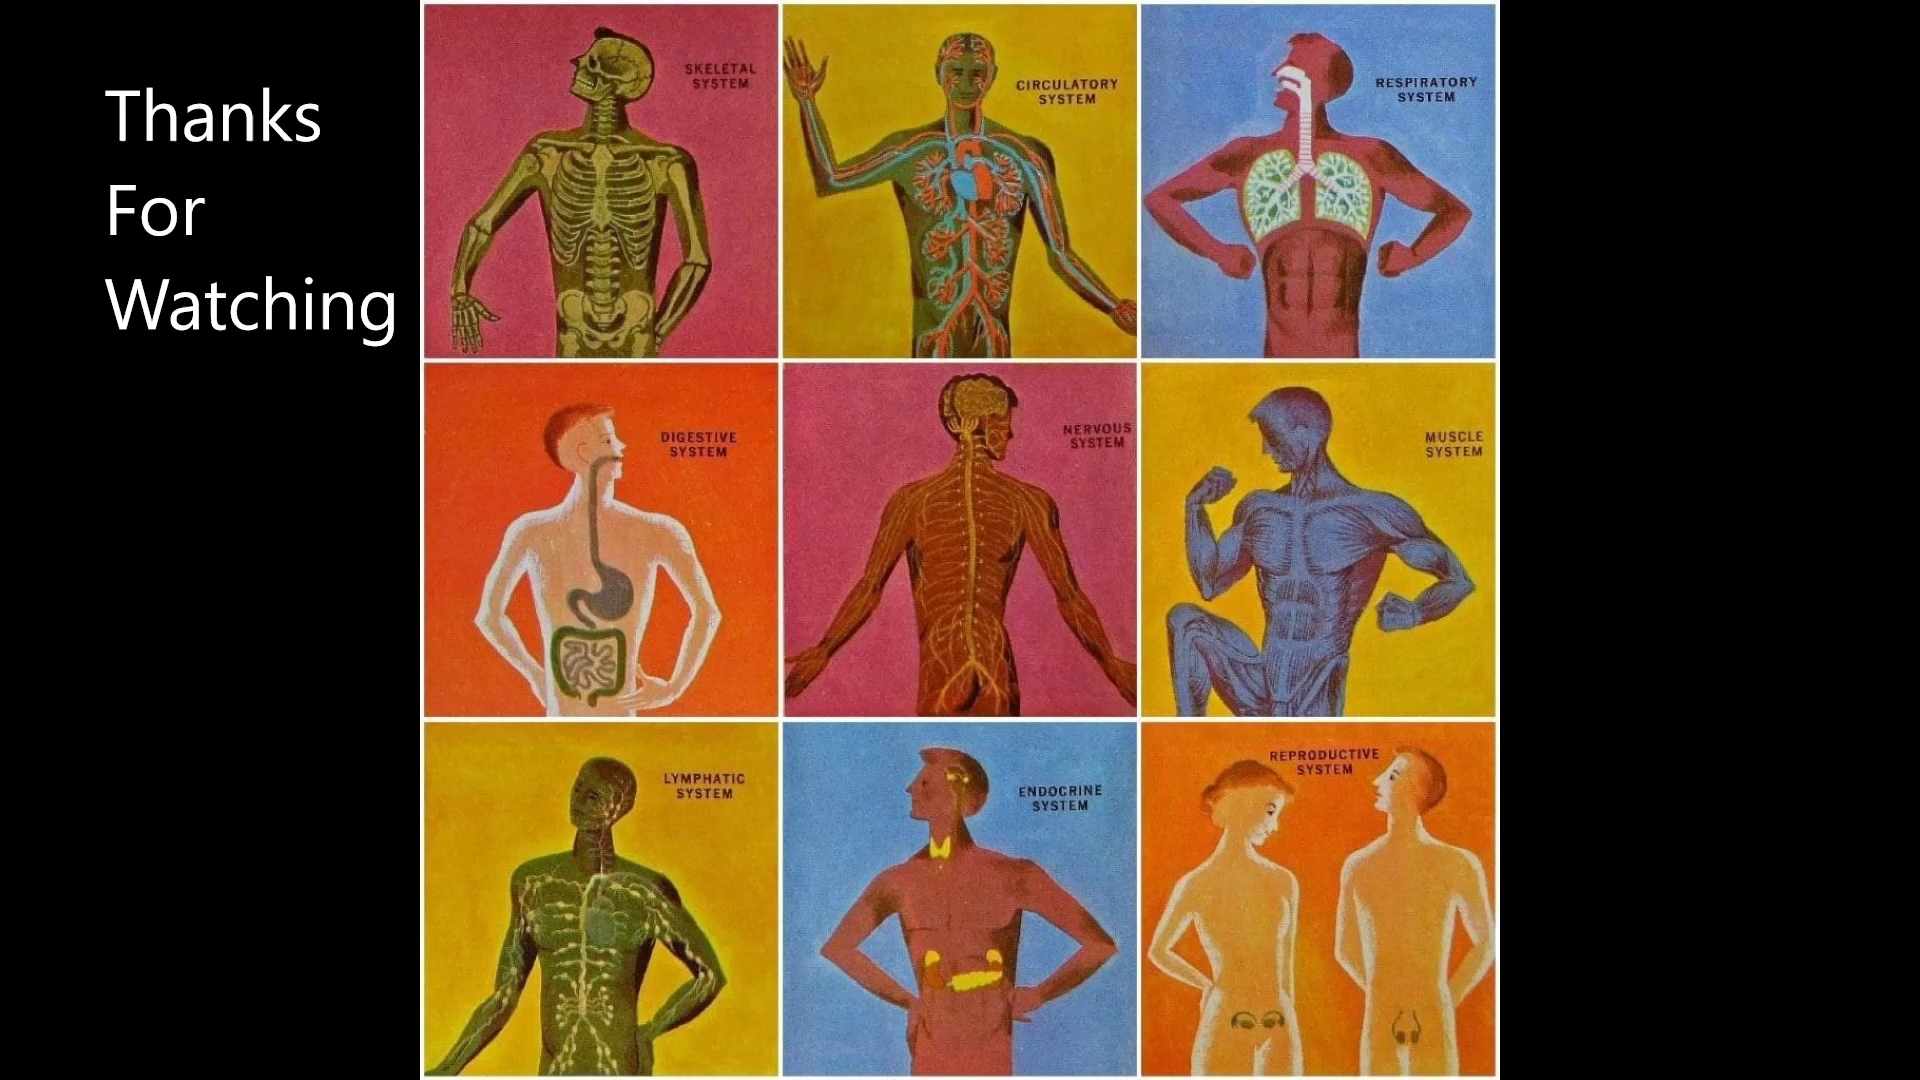 Thanks
For
Watching
SKELETAL
SYSTEM
CIRCULATORY
SYSTEM
RESPIRATORY
SYSTEM
DIGESTIVE
SYSTEM
NERVOUS
SYSTEM
MUSCLE
SYSTEM
LYMPHATIC
SYSTEM
ENDOCRINE
SYSTEM
REPRODUCTIVE
SYSTEM